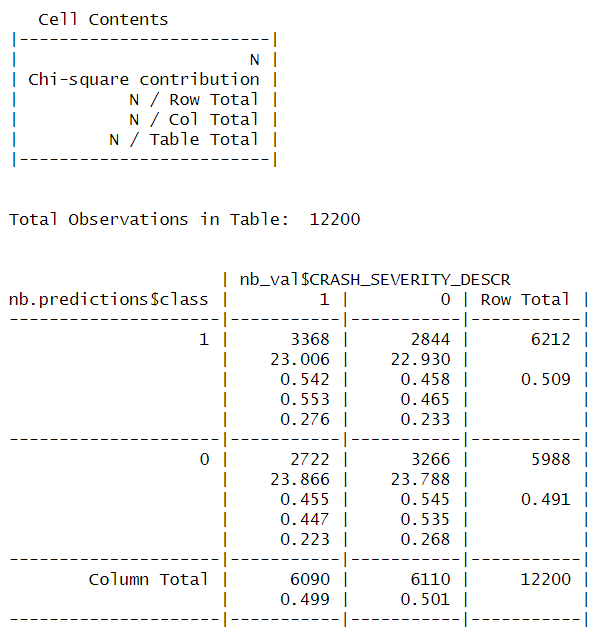 Cell Contents
|-------------------------|
|                       N |
| Chi-square contribution |
|           N / Row Total |
|           N / Col Total |
|         N / Table Total |
|-------------------------|
Total Observations in Table:  12200
                     | nb_val$CRASH_SEVERITY_DESCR
nb.predictions$class |         1 |         0 | Row Total |
---------------------|-----------|-----------|-----------|
                   1 |      3368 |      2844 |      6212 |
                     |    23.006 |    22.930 |           |
                     |     0.542 |     0.458 |     0.509 |
                     |     0.553 |     0.465 |           |
                     |     0.276 |     0.233 |           |
---------------------|-----------|-----------|-----------|
                   0 |      2722 |      3266 |      5988 |
                     |    23.866 |    23.788 |           |
                     |     0.455 |     0.545 |     0.491 |
                     |     0.447 |     0.535 |           |
                     |     0.223 |     0.268 |           |
---------------------|-----------|-----------|-----------|
        Column Total |      6090 |      6110 |     12200 |
                     |     0.499 |     0.501 |           |
---------------------|-----------|-----------|-----------|